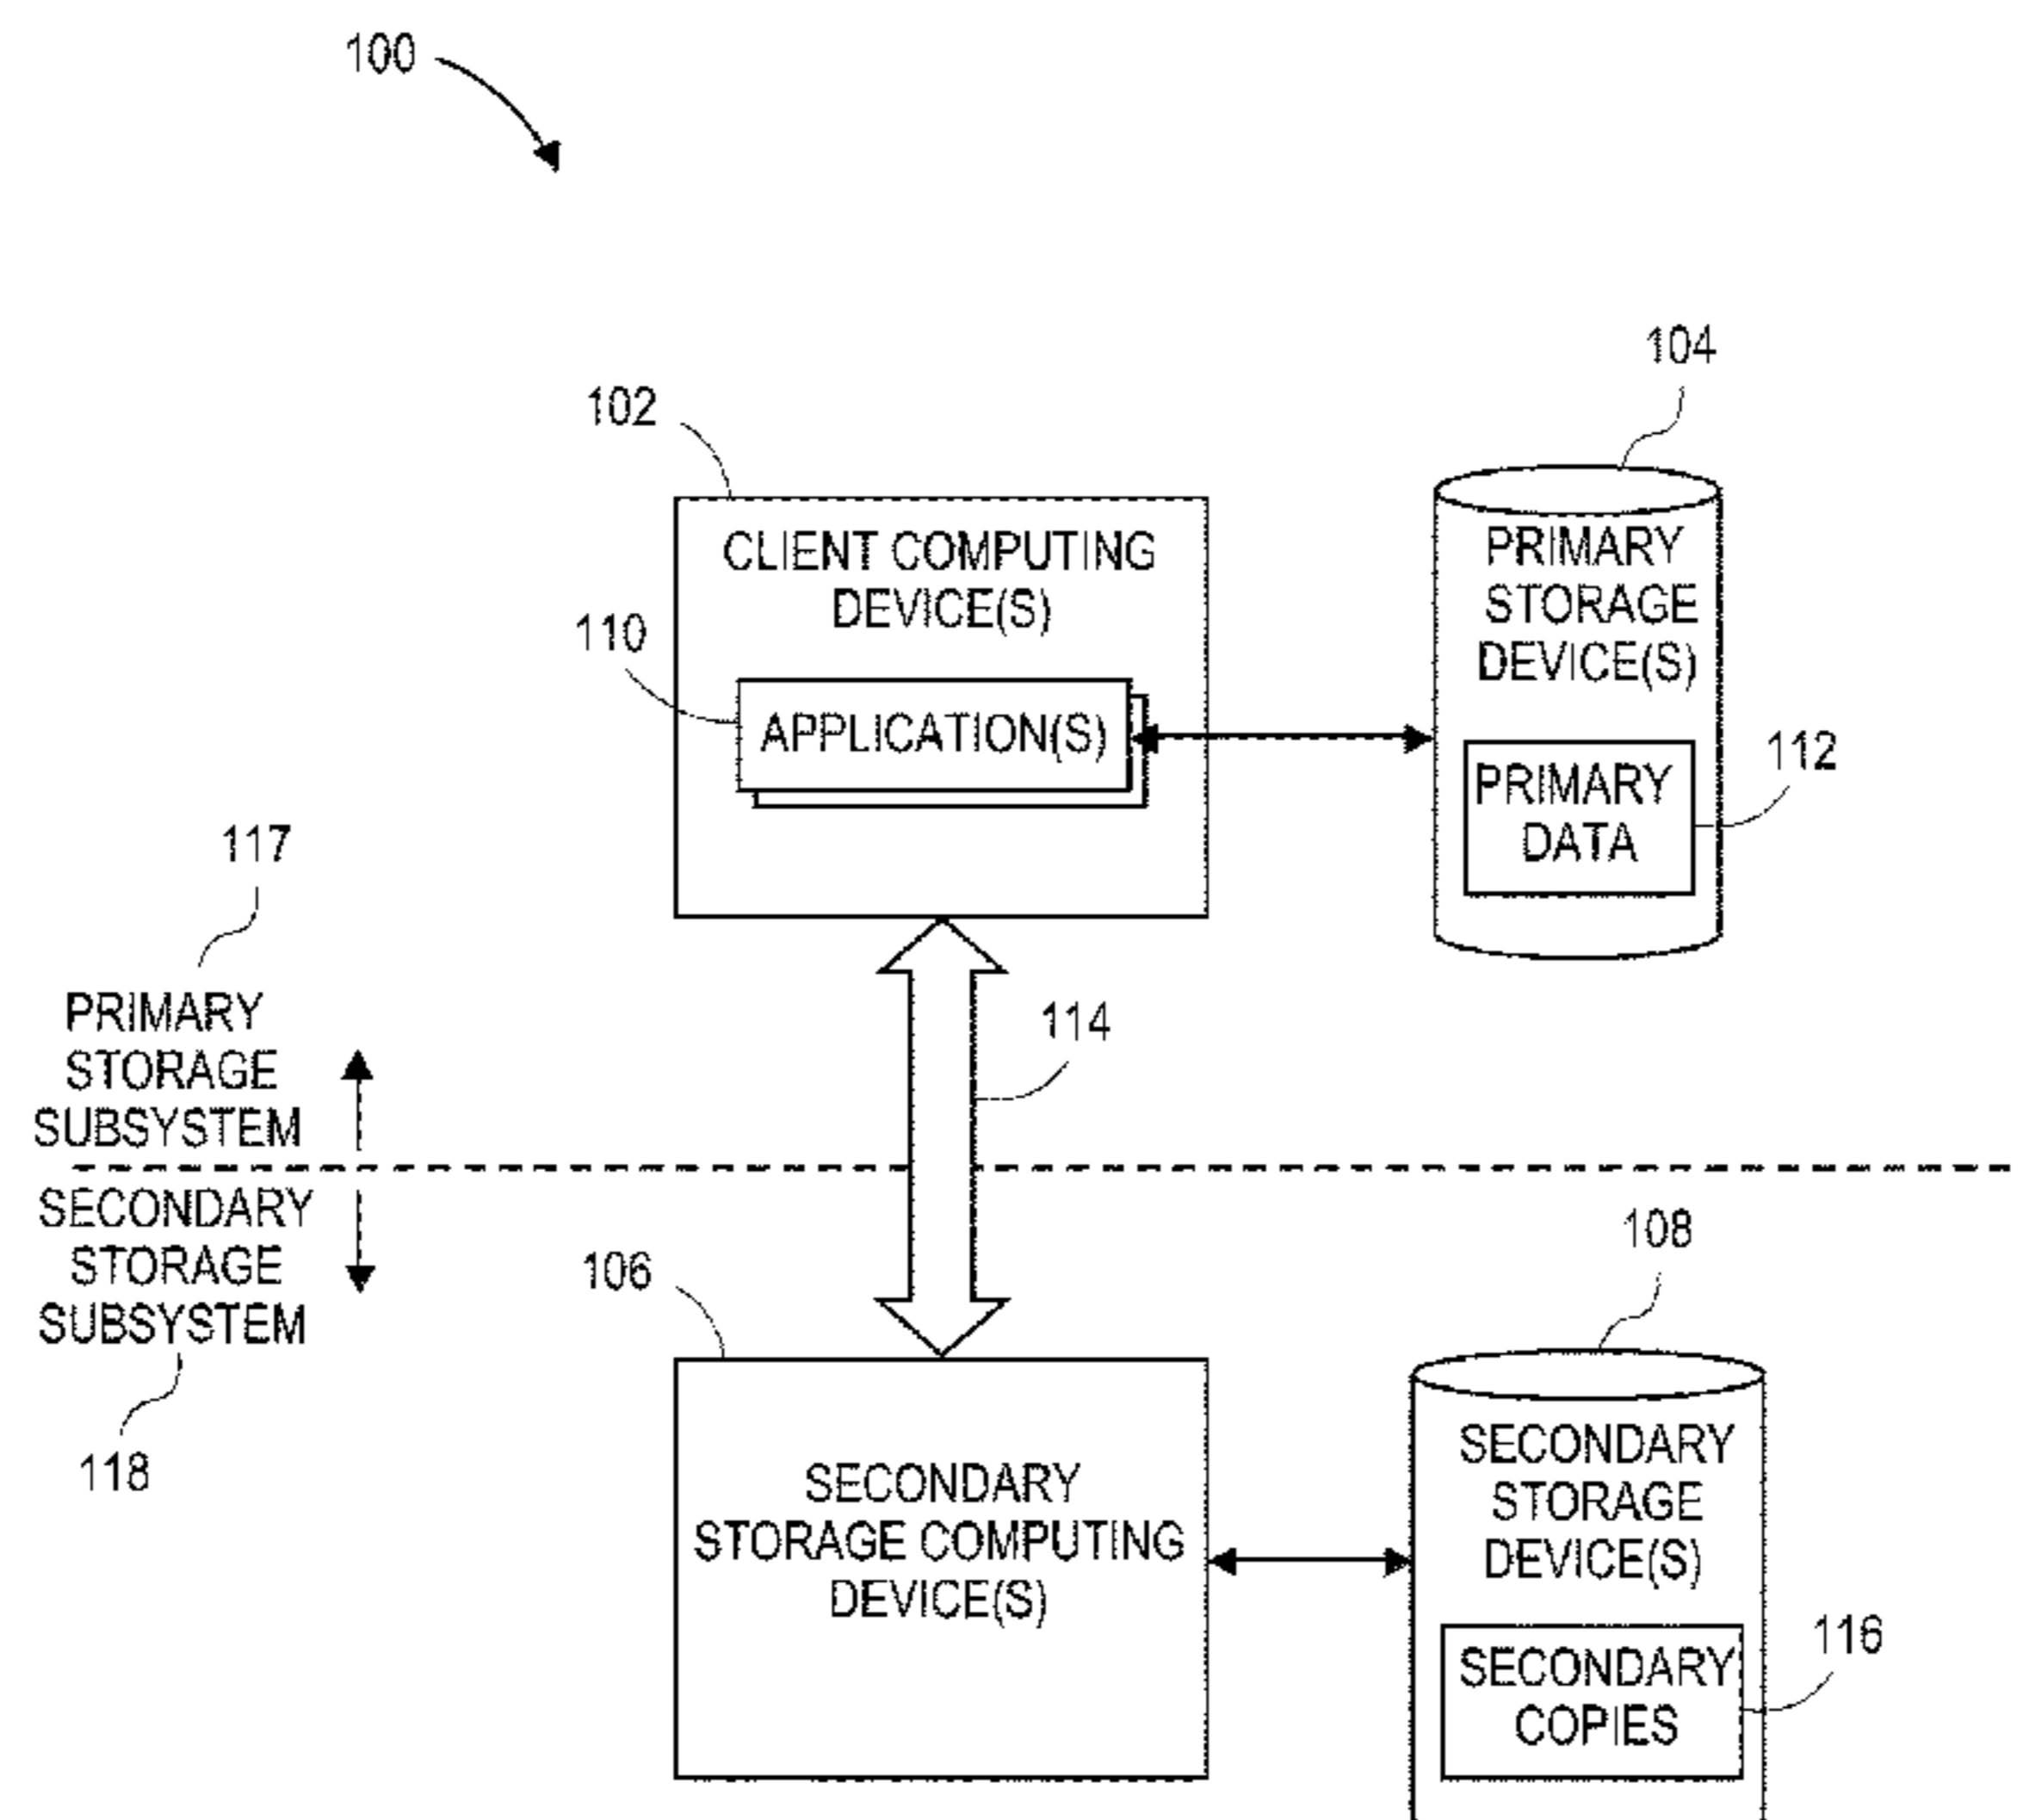 100
104
102
CLIENT COMPUTING
DEVICE(S)
PRIMARY
STORAGE
DEVICE(S)
110
APPLICATION(S)
112
PRIMARY
DATA
117
PRIMARY
STORAGE
SUBSYSTEM
114
SECONDARY
STORAGE
SUBSYSTEM
118
108
106
SECONDARY
STORAGE COMPUTING
DEVICE(S)
SECONDARY
STORAGE
DEVICE(S)
116
SECONDARY
COPIES